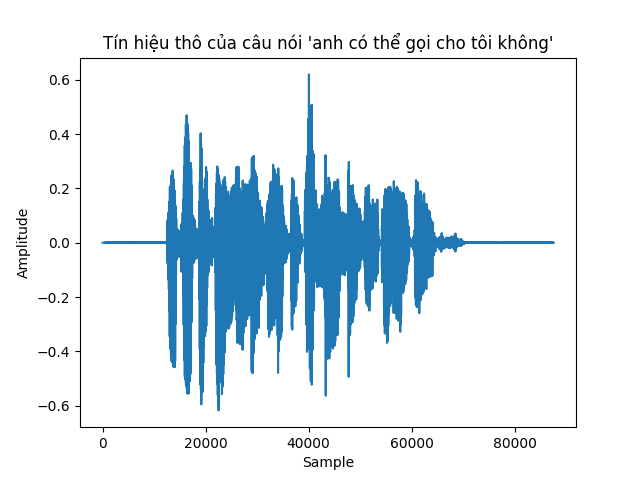 Tín hiệu thô của câu nói 'anh có thể gọi cho tôi không'
0.6
0.4
0.2
0.0
−0.2
−0.4
−0.6
Amplitude
0 20000 40000 60000 80000
Sample